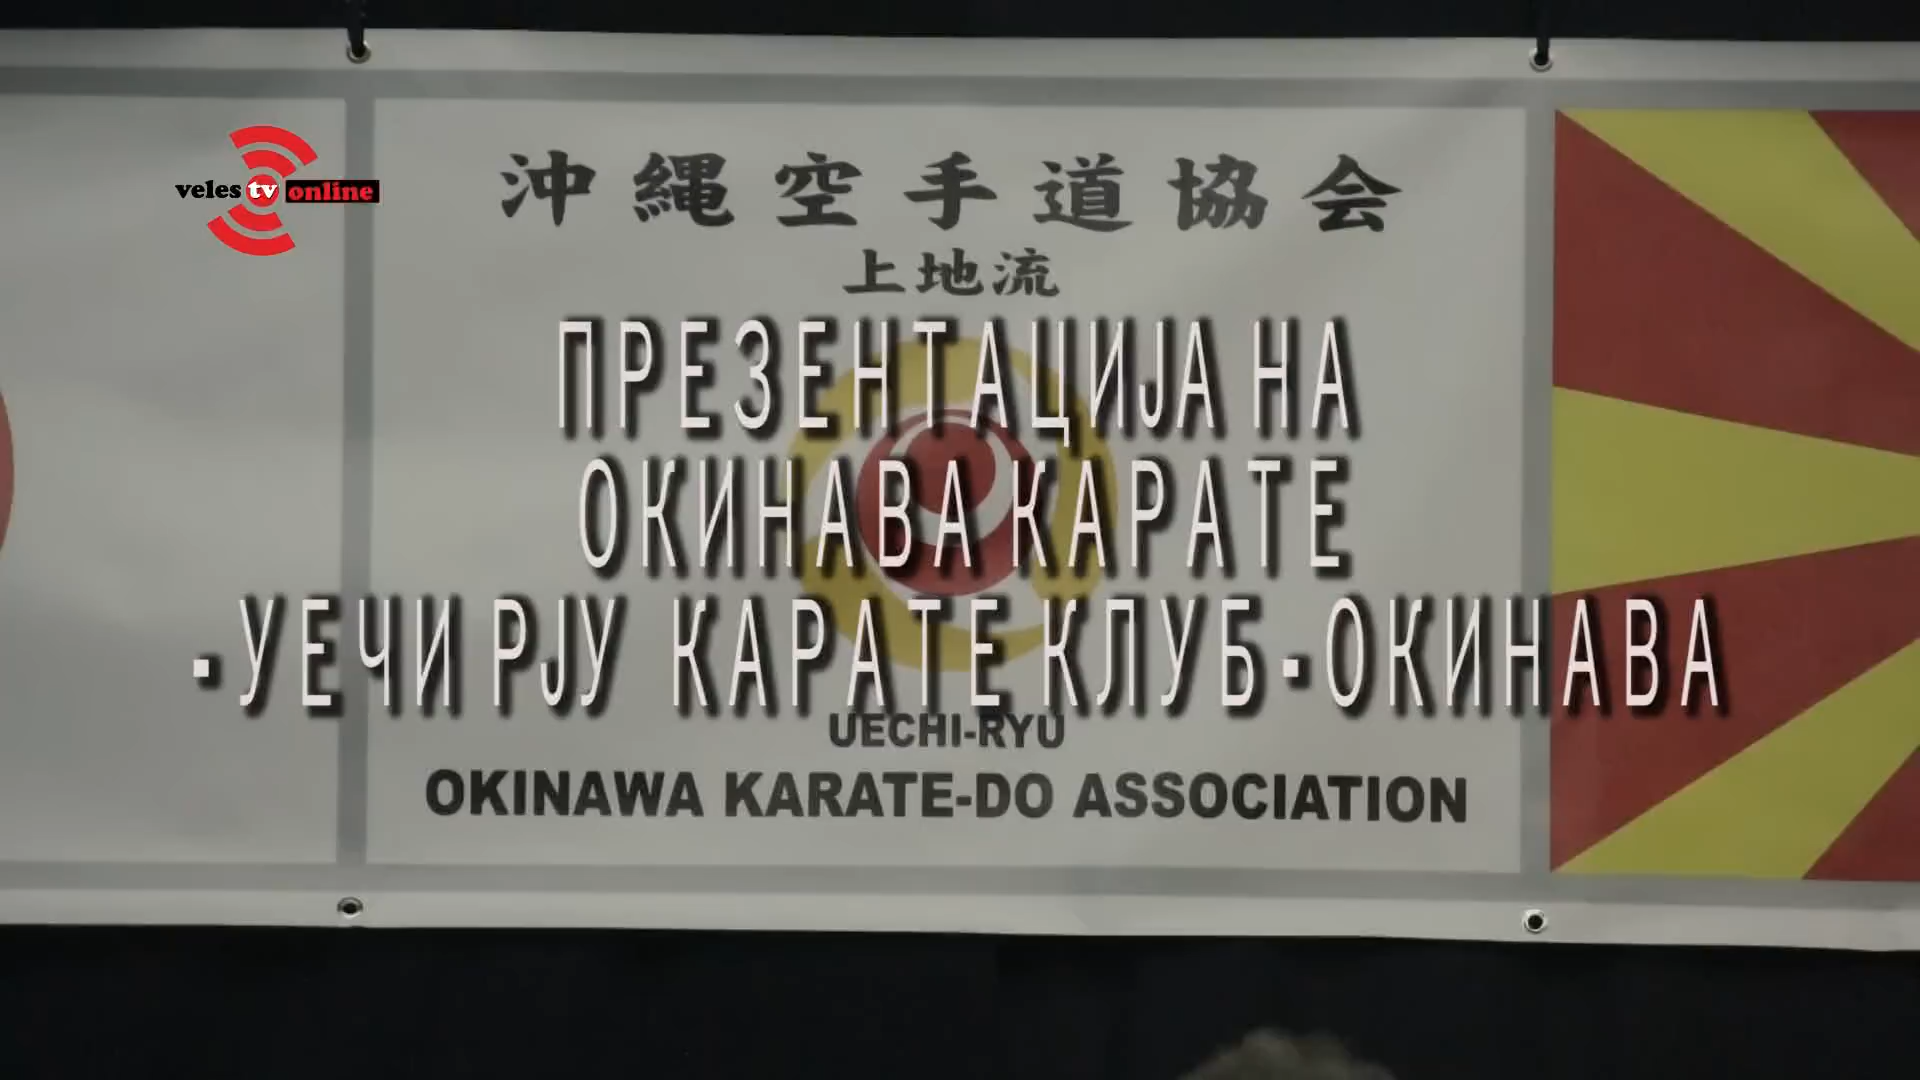 veles tv online
沖縄空手道協会
上地流
ПРЕЗЕНТАЦИЈА НА
ОКИНАВА КАРАТЕ
-УЕЧИ РЈУ КАРАТЕ КЛУБ-ОКИНАВА
UECHI-RYU
OKINAWA KARATE-DO ASSOCIATION